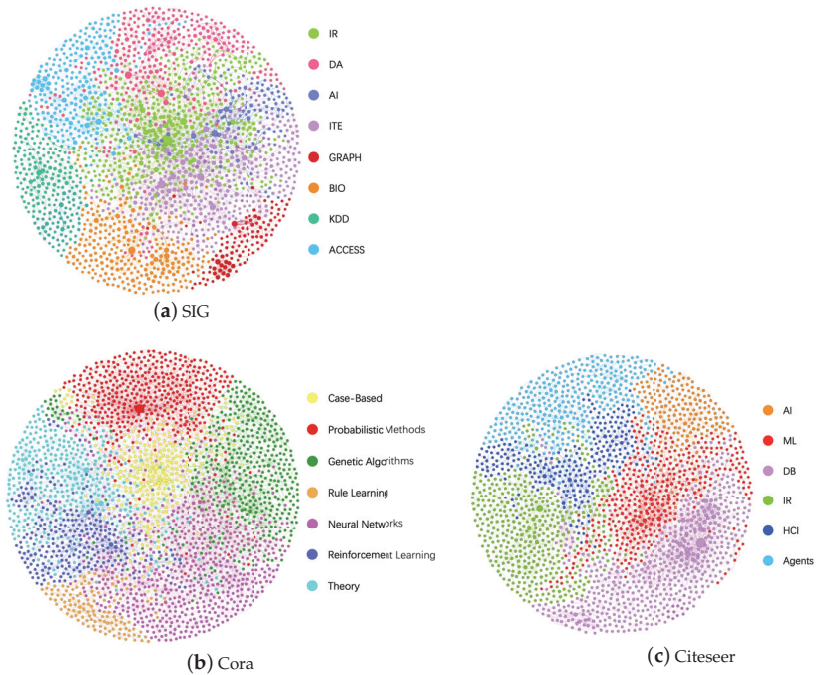 IR
DA
AI
ITE
GRAPH
BIO
KDD
ACCESS
(a) SIG
Case-Based
Probabilistic Methods
Genetic Algorithms
Rule Learning
Neural Networks
Reinforcement Learning
Theory
(b) Cora
AI
ML
DB
IR
HCI
Agents
(c) Citeseer